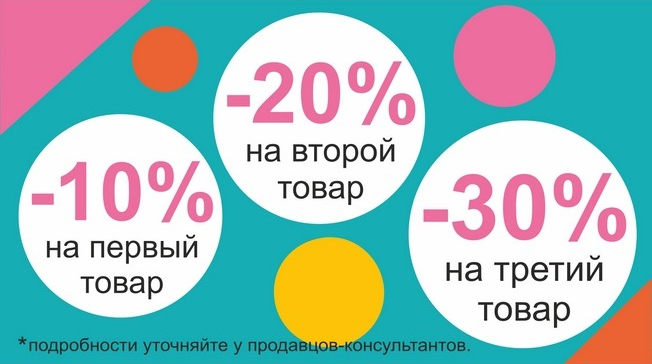 -10%
на первый
товар
-20%
на второй
товар
-30%
на третий
товар
*подробности уточняйте у продавцов-консультантов.